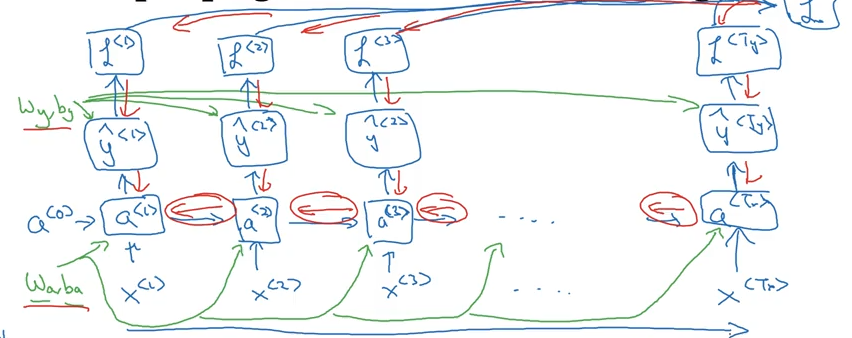 L
L<1> L<2> L<3> L<Ty>
Wy,by
ŷ<1> ŷ<2> ŷ<2> ŷ<Ty>
a<0> a<1> a<2> a<3> .... a<Tx>
Wa,ba
x<1> x<2> x<3> .... x<Tx>